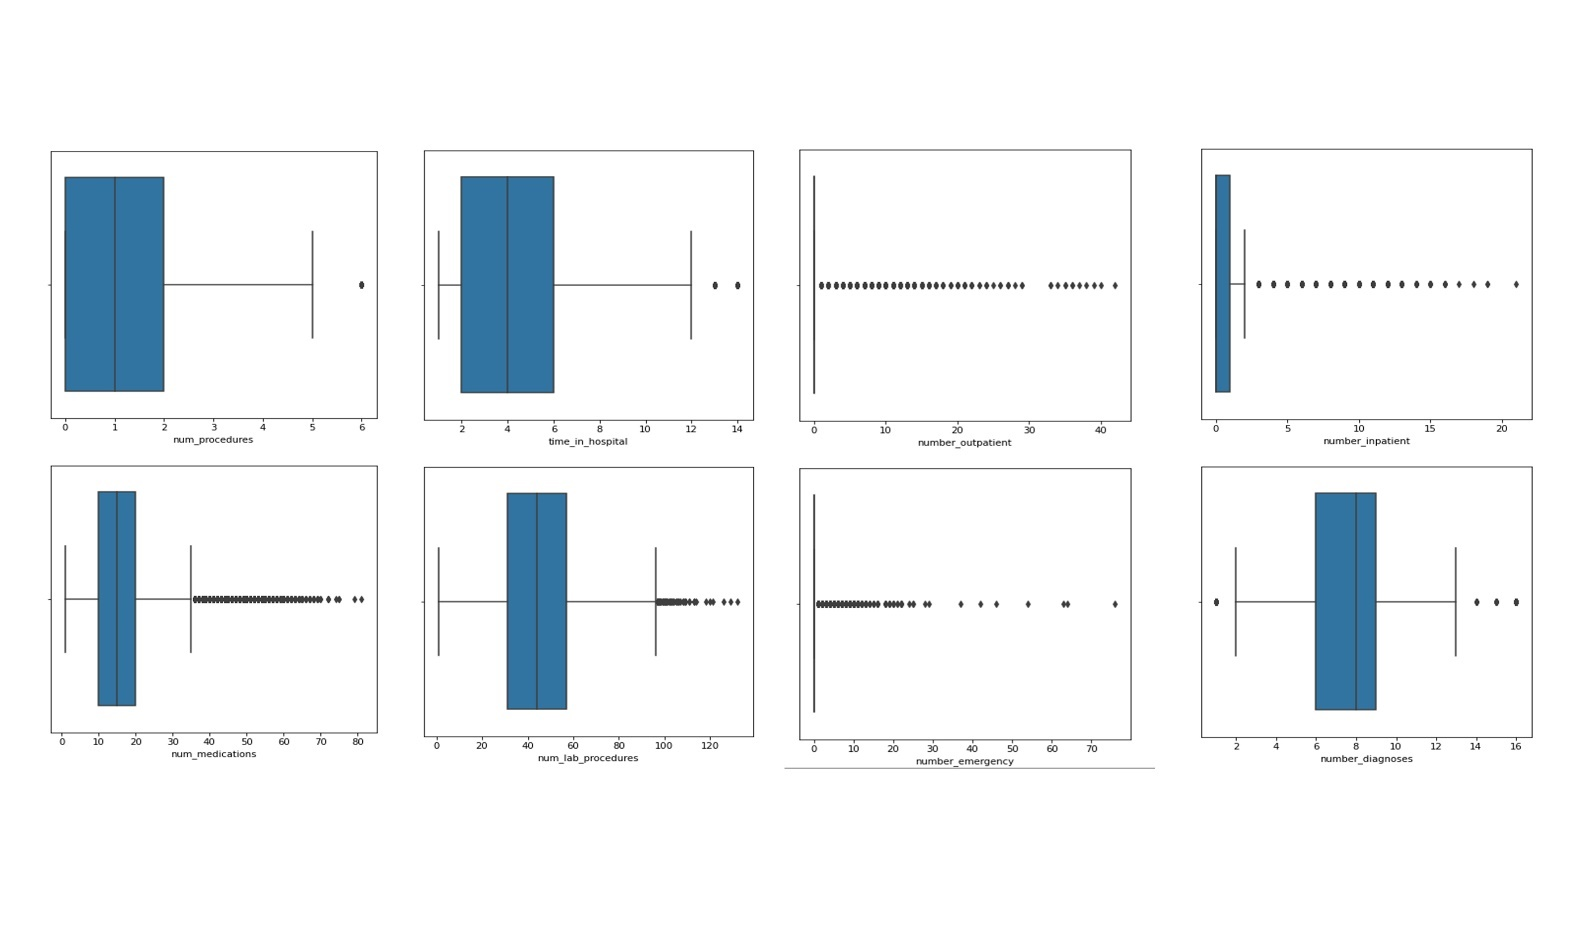 0 1 2 3 4 5 6
num_procedures
2 4 6 8 10 12 14
time_in_hospital
0 10 20 30 40
number_outpatient
0 5 10 15 20
number_inpatient
0 10 20 30 40 50 60 70 80
num_medications
0 20 40 60 80 100 120
num_lab_procedures
0 10 20 30 40 50 60 70
number_emergency
2 4 6 8 10 12 14 16
number_diagnoses